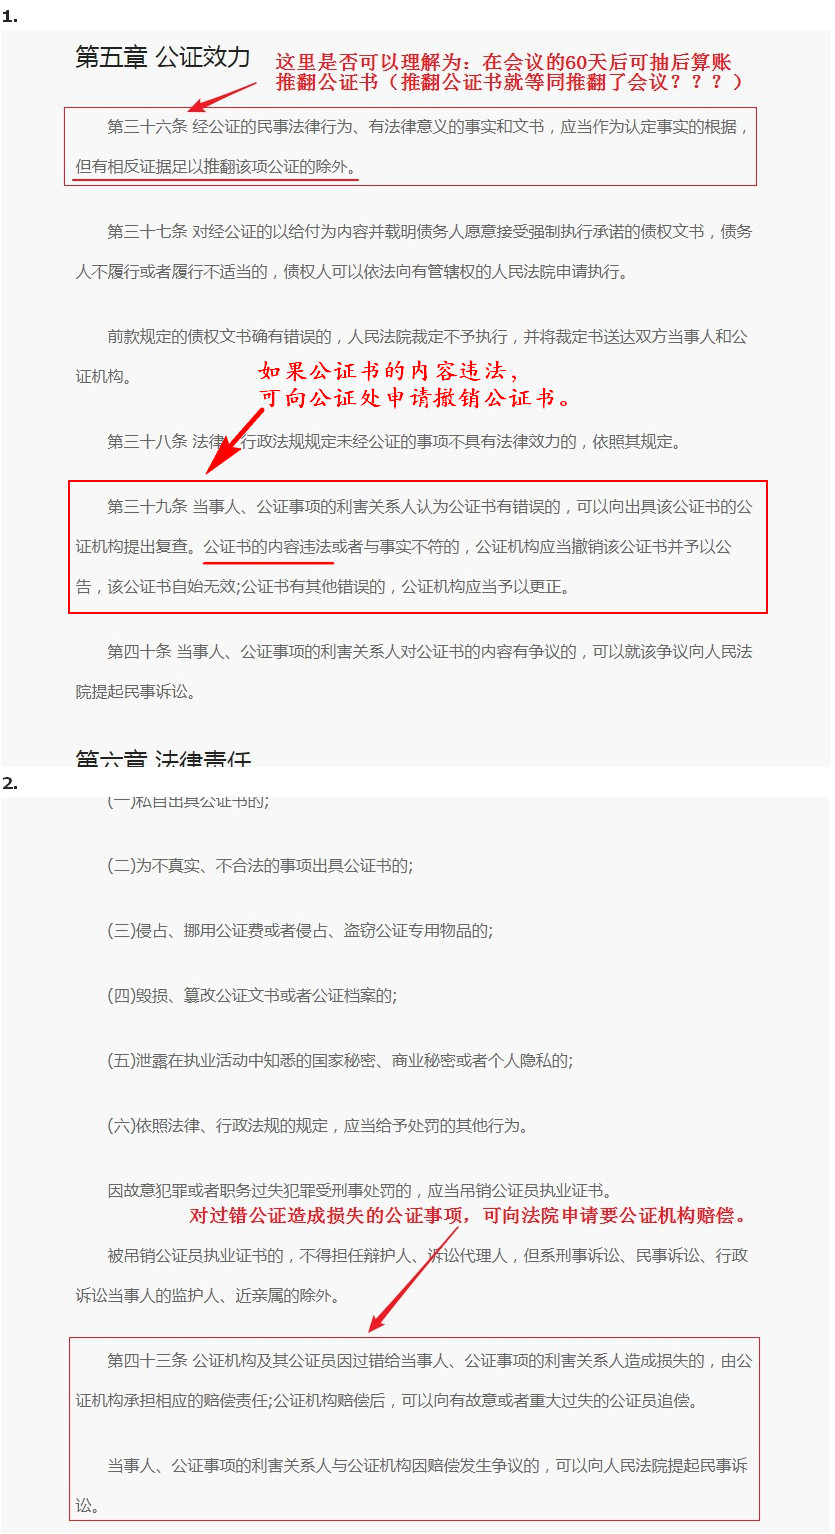 1.
第五章 公证效力
这里是否可以理解为：在会议的60天后可抽后算账
推翻公证书（推翻公证书就等同推翻了会议？？？）
第三十六条 经公证的民事法律行为、有法律意义的事实和文书，应当作为认定事实的根据，
但有相反证据足以推翻该项公证的除外。
第三十七条 对经公证的以给付为内容并载明债务人愿意接受强制执行承诺的债权文书，债务
人不履行或者履行不适当的，债权人可以依法向有管辖权的人民法院申请执行。
前款规定的债权文书确有错误的，人民法院裁定不予执行，并将裁定书送达双方当事人和公
证机构。
如果公证书的内容违法，
可向公证处申请撤销公证书。
第三十八条 法律、行政法规规定未经公证的事项不具有法律效力的，依照其规定。
第三十九条 当事人、公证事项的利害关系人认为公证书有错误的，可以向出具该公证书的公
证机构提出复查。公证书的内容违法或者与事实不符的，公证机构应当撤销该公证书并予以公
告，该公证书自始无效;公证书有其他错误的，公证机构应当予以更正。
第四十条 当事人、公证事项的利害关系人对公证书的内容有争议的，可以就该争议向人民法
院提起民事诉讼。
第六章 法律责任
2.
(一)私自出具公证书的;
(二)为不真实、不合法的事项出具公证书的;
(三)侵占、挪用公证费或者侵占、盗窃公证专用物品的;
(四)毁损、篡改公证文书或者公证档案的;
(五)泄露在执业活动中知悉的国家秘密、商业秘密或者个人隐私的;
(六)依照法律、行政法规的规定，应当给予处罚的其他行为。
因故意犯罪或者职务过失犯罪受刑事处罚的，应当吊销公证员执业证书。
对过错公证造成损失的公证事项，可向法院申请要公证机构赔偿。
被吊销公证员执业证书的，不得担任辩护人、诉讼代理人，但系刑事诉讼、民事诉讼、行政
诉讼当事人的监护人、近亲属的除外。
第四十三条 公证机构及其公证员因过错给当事人、公证事项的利害关系人造成损失的，由公
证机构承担相应的赔偿责任;公证机构赔偿后，可以向有故意或者重大过失的公证员追偿。
当事人、公证事项的利害关系人与公证机构因赔偿发生争议的，可以向人民法院提起民事诉
讼。